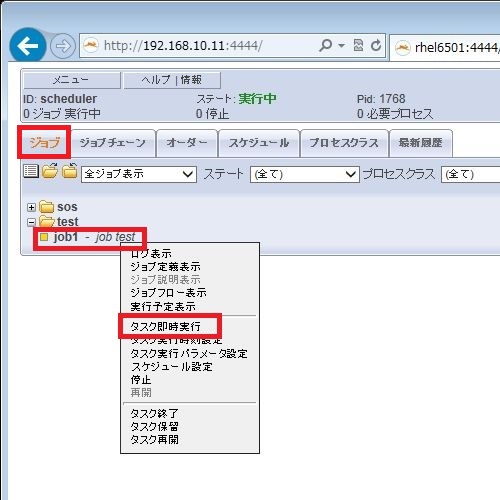 http://192.168.10.11:4444/
rhel6501:4444/
メニュー ヘルプ | 情報
ID: scheduler ステート: 実行中 Pid: 1768
0 ジョブ 実行中 0 停止 0 必要プロセス
ジョブ ジョブチェーン オーダー スケジュール プロセスクラス 最新履歴
全ジョブ表示 ステート (全て) プロセスクラス (全て)
sos
test
job1 - job test
ログ表示
ジョブ定義表示
ジョブ説明表示
ジョブフロー表示
実行予定表示
タスク即時実行
タスク実行時刻設定
タスク実行パラメータ設定
スケジュール設定
停止
再開
タスク終了
タスク保留
タスク再開